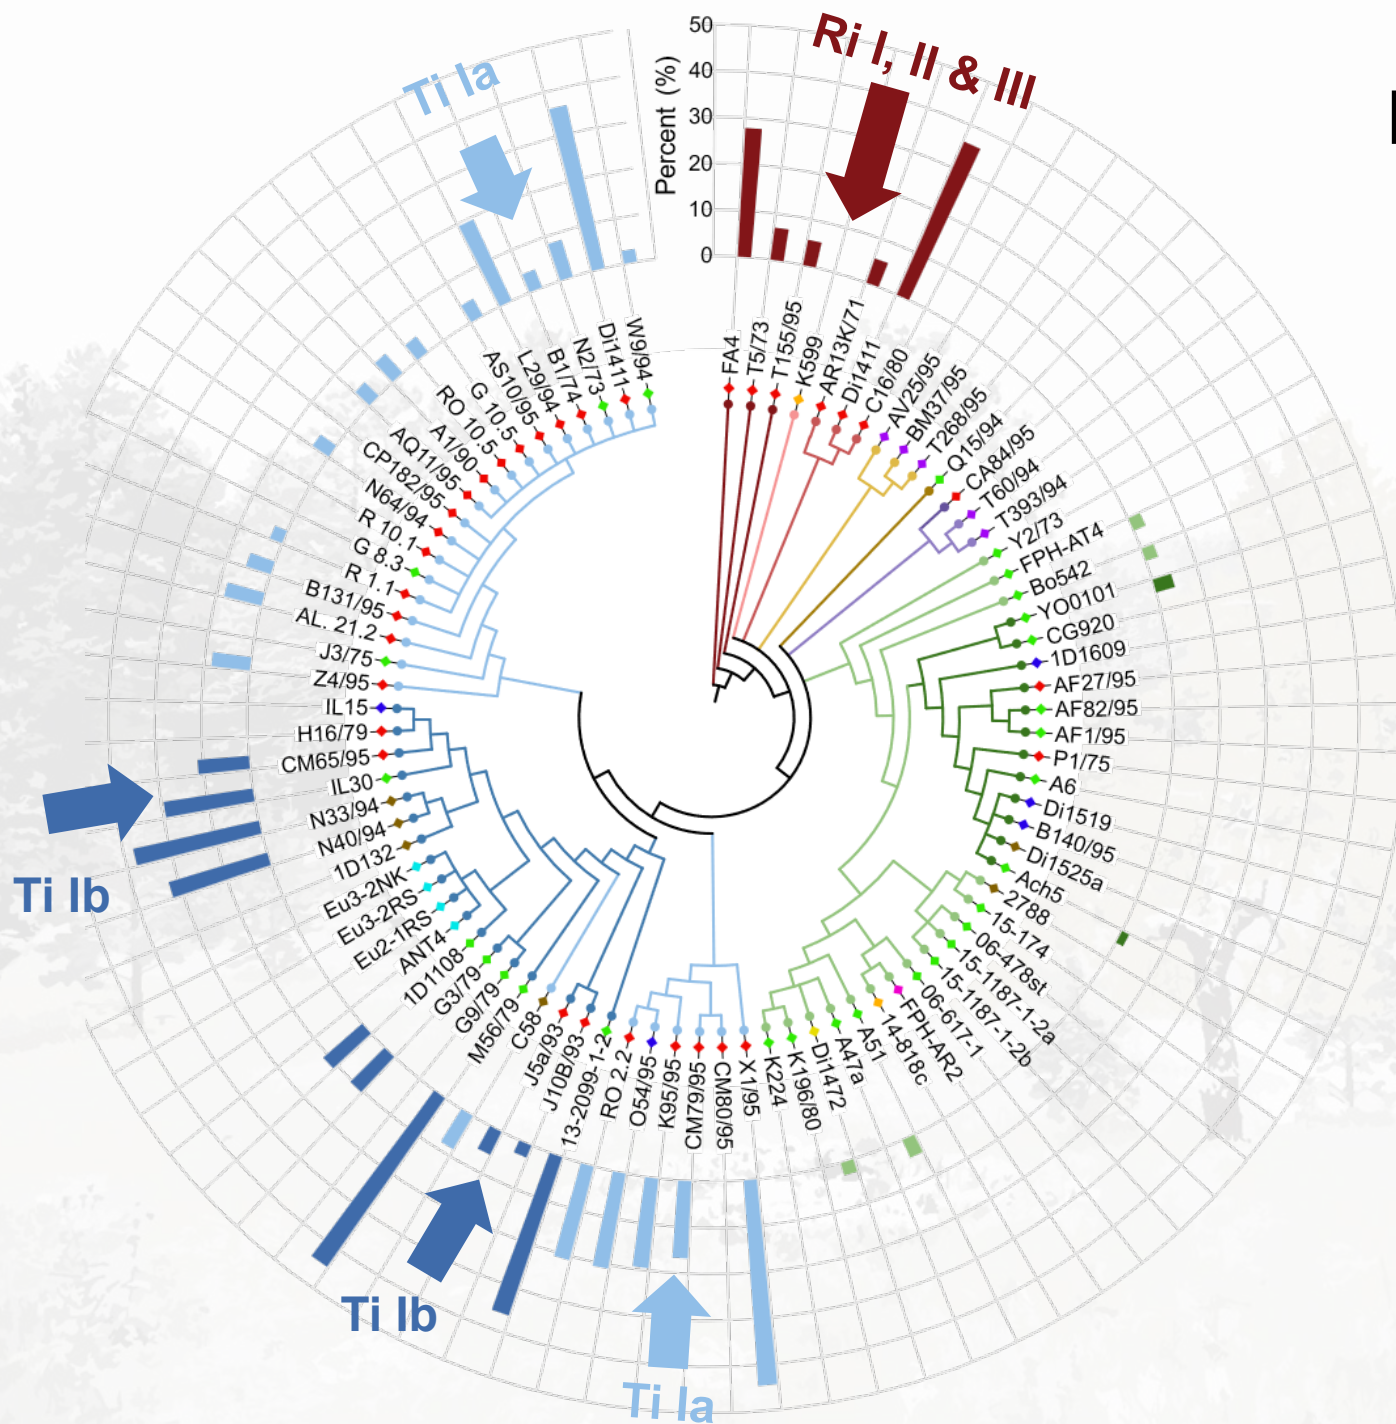 Ti Ia
Ri I, II & III
Percent (%)
50
40
30
20
10
0
FA4
T5/73
T155/95
K599
AR13K/71
Di1411
C16/80
AV25/95
BM37/95
T268/95
Q15/94
CA84/95
T60/94
T393/94
Y2/73
FPH-AT4
Bo542
YO0101
CG920
1D1609
AF27/95
AF82/95
AF1/95
P1/75
A6
Di1519
B140/95
Di1525a
Ach5
2788
15-174
06-478st
15-1187-1-2a
15-1187-1-2b
06-617-1
FPH-AR2
14-818c
A51
A47a
Di1472
K196/80
K224
X1/95
CM80/95
CM79/95
K95/95
O54/95
RO 2.2
13-2099-1-2
J10B/93
J5a/93
C58
M56/79
G9/79
G3/79
1D1108
ANT4
Eu2-1RS
Eu3-2RS
Eu3-2NK
1D132
N40/94
N33/94
IL30
CM65/95
H16/79
IL15
Z4/95
J3/75
AL. 21.2
B131/95
R 1.1
G 8.3
R 10.1
N64/94
CP182/95
AQ11/95
A1/90
RO 10.5
G 10.5
AS10/95
L29/94
B1/74
N2/73
Di1411
W9/94
Ti Ib
Ti Ib
Ti Ia